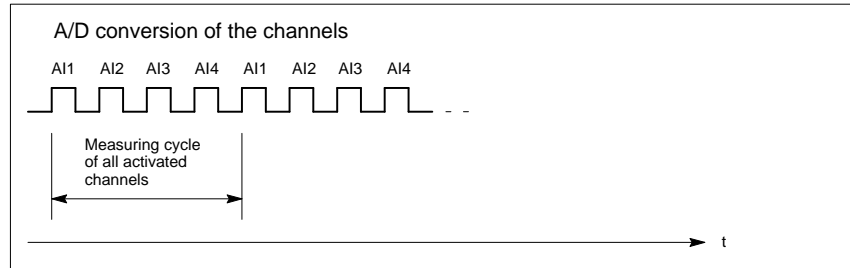 A/D conversion of the channels
AI1 AI2 AI3 AI4 AI1 AI2 AI3 AI4
Measuring cycle
of all activated
channels
t